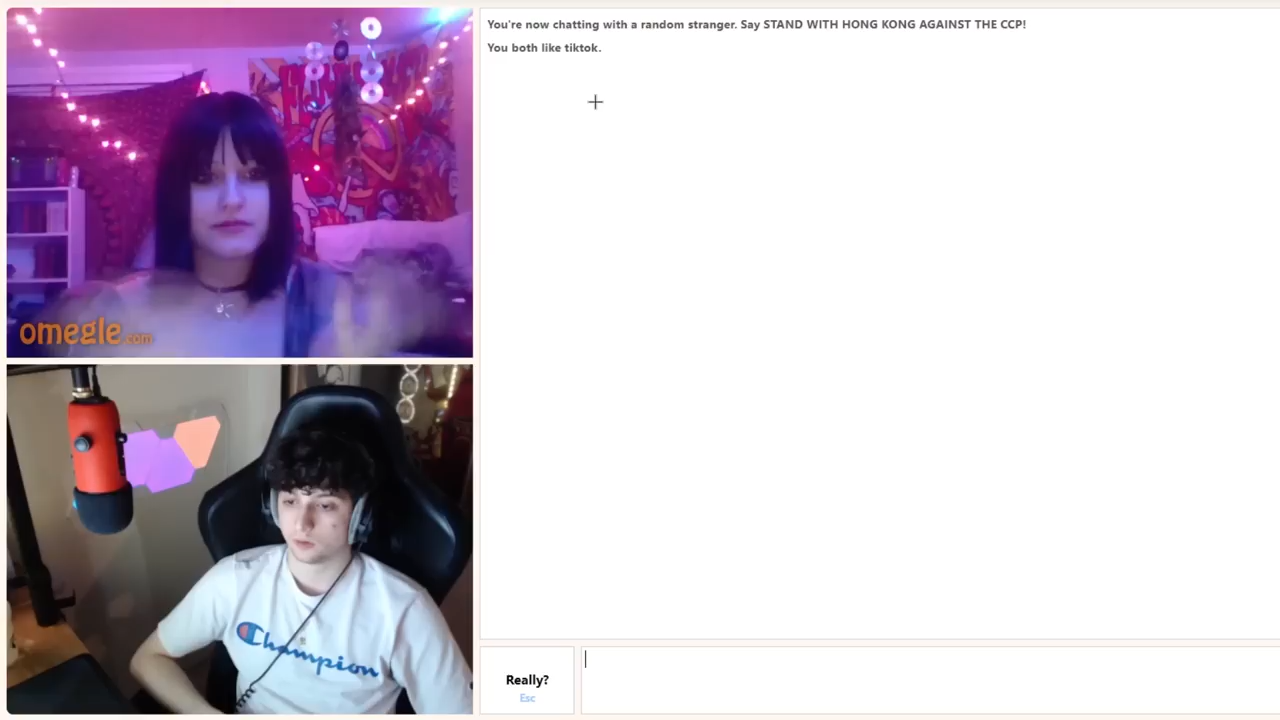 You're now chatting with a random stranger. Say STAND WITH HONG KONG AGAINST THE CCP!
You both like tiktok.
omegle.com
Champion
Really?
Esc